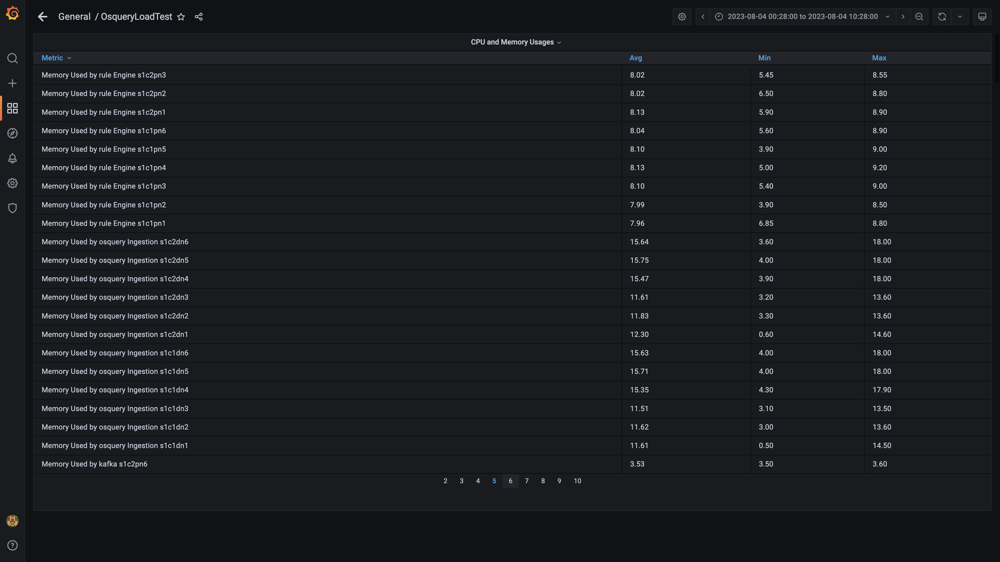 General / OsqueryLoadTest
2023-08-04 00:28:00 to 2023-08-04 10:28:00
CPU and Memory Usages
Metric Avg Min Max
Memory Used by rule Engine s1c2pn3 8.02 5.45 8.55
Memory Used by rule Engine s1c2pn2 8.02 6.50 8.80
Memory Used by rule Engine s1c2pn1 8.13 5.90 8.90
Memory Used by rule Engine s1c1pn6 8.04 5.60 8.90
Memory Used by rule Engine s1c1pn5 8.10 3.90 9.00
Memory Used by rule Engine s1c1pn4 8.13 5.00 9.20
Memory Used by rule Engine s1c1pn3 8.10 5.40 9.00
Memory Used by rule Engine s1c1pn2 7.99 3.90 8.50
Memory Used by rule Engine s1c1pn1 7.96 6.85 8.80
Memory Used by osquery Ingestion s1c2dn6 15.64 3.60 18.00
Memory Used by osquery Ingestion s1c2dn5 15.75 4.00 18.00
Memory Used by osquery Ingestion s1c2dn4 15.47 3.90 18.00
Memory Used by osquery Ingestion s1c2dn3 11.61 3.20 13.60
Memory Used by osquery Ingestion s1c2dn2 11.83 3.30 13.60
Memory Used by osquery Ingestion s1c2dn1 12.30 0.60 14.60
Memory Used by osquery Ingestion s1c1dn6 15.63 4.00 18.00
Memory Used by osquery Ingestion s1c1dn5 15.71 4.00 18.00
Memory Used by osquery Ingestion s1c1dn4 15.35 4.30 17.90
Memory Used by osquery Ingestion s1c1dn3 11.51 3.10 13.50
Memory Used by osquery Ingestion s1c1dn2 11.62 3.00 13.60
Memory Used by osquery Ingestion s1c1dn1 11.61 0.50 14.50
Memory Used by kafka s1c2pn6 3.53 3.50 3.60
2 3 4 5 6 7 8 9 10